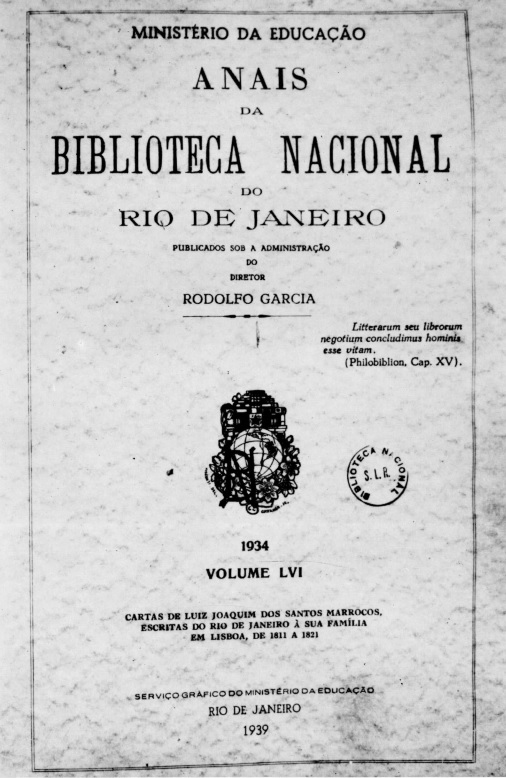 MINISTÉRIO DA EDUCAÇÃO
ANAIS
DA
BIBLIOTECA NACIONAL
DO
RIO DE JANEIRO
PUBLICADOS SOB A ADMINISTRAÇÃO
DO
DIRETOR
RODOLFO GARCIA
Litterarum seu librorum
negotium concludimus hominis
esse vitam.
(Philobiblion, Cap. XV).
BIBLIOTECA NACIONAL
S. L. R.
1934
VOLUME LVI
CARTAS DE LUIZ JOAQUIM DOS SANTOS MARROCOS,
ESCRITAS DO RIO DE JANEIRO À SUA FAMÍLIA
EM LISBOA, DE 1811 A 1821
SERVIÇO GRÁFICO DO MINISTÉRIO DA EDUCAÇÃO
RIO DE JANEIRO
1939